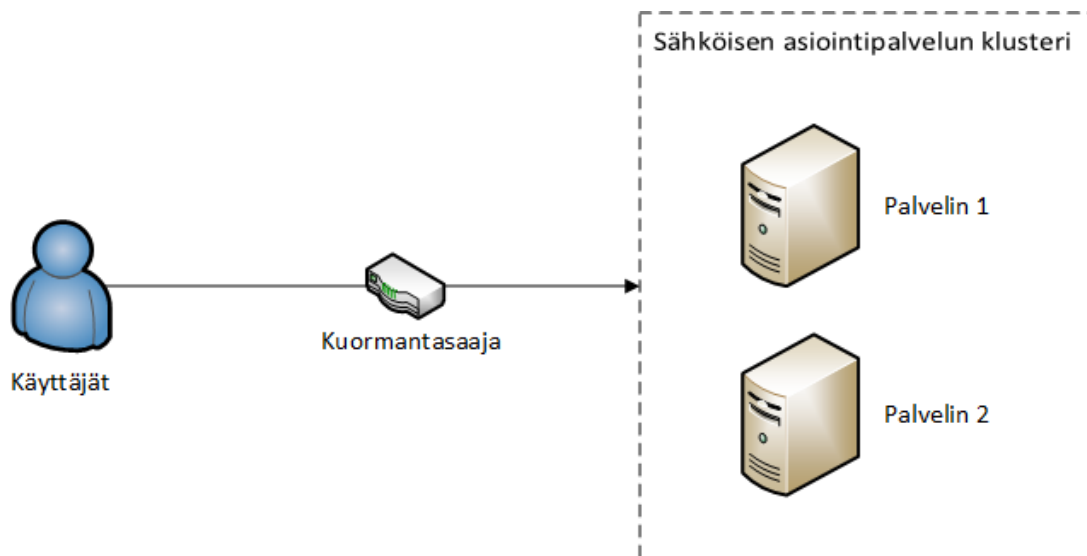 Sähköisen asiointipalvelun klusteri
Palvelin 1
Kuormantasaaja
Käyttäjät
Palvelin 2